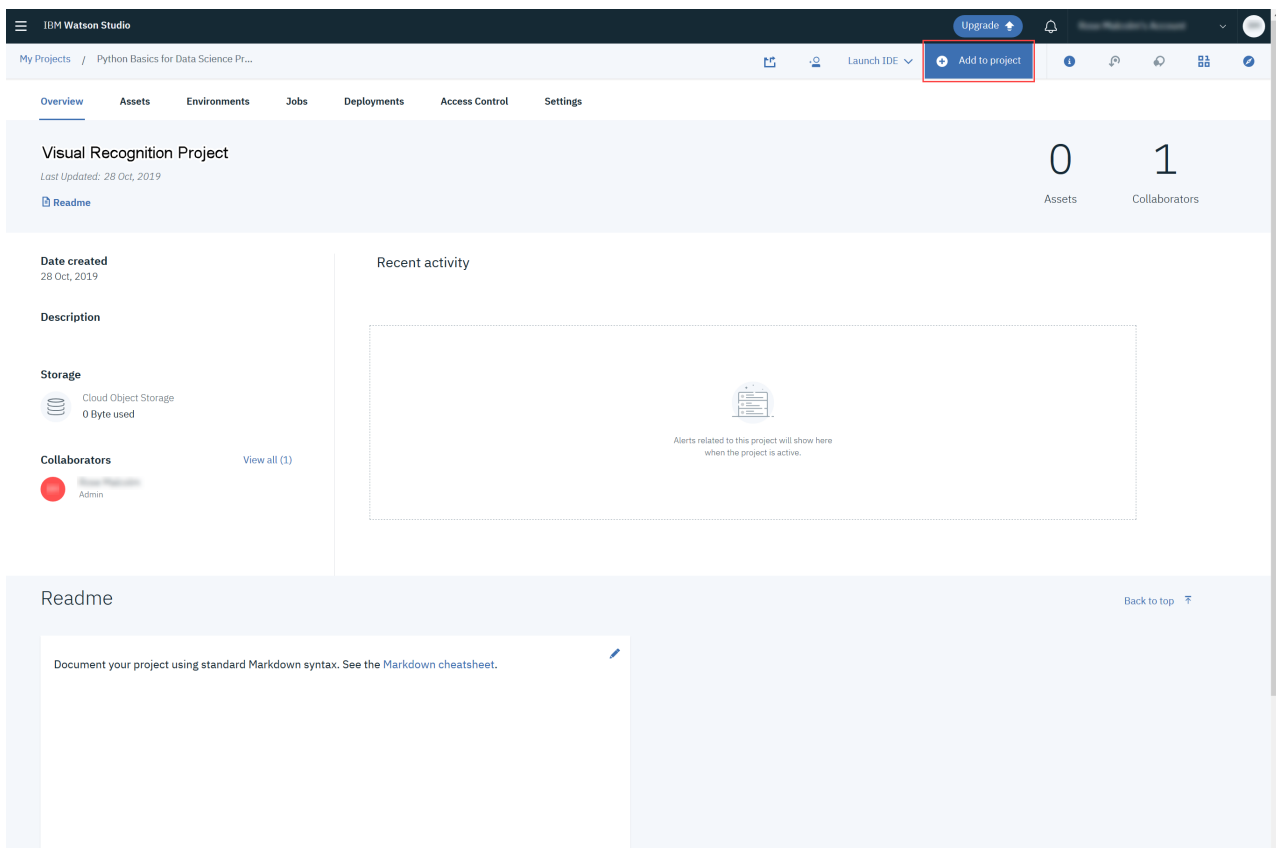 IBM Watson Studio
Upgrade
My Projects / Python Basics for Data Science Pr...
Launch IDE
Add to project
Overview Assets Environments Jobs Deployments Access Control Settings
Visual Recognition Project
Last Updated: 28 Oct, 2019
Readme
0
Assets
1
Collaborators
Date created
28 Oct, 2019
Description
Storage
Cloud Object Storage
0 Byte used
Collaborators
View all (1)
Admin
Recent activity
Alerts related to this project will show here
when the project is active.
Readme
Back to top
Document your project using standard Markdown syntax. See the Markdown cheatsheet.